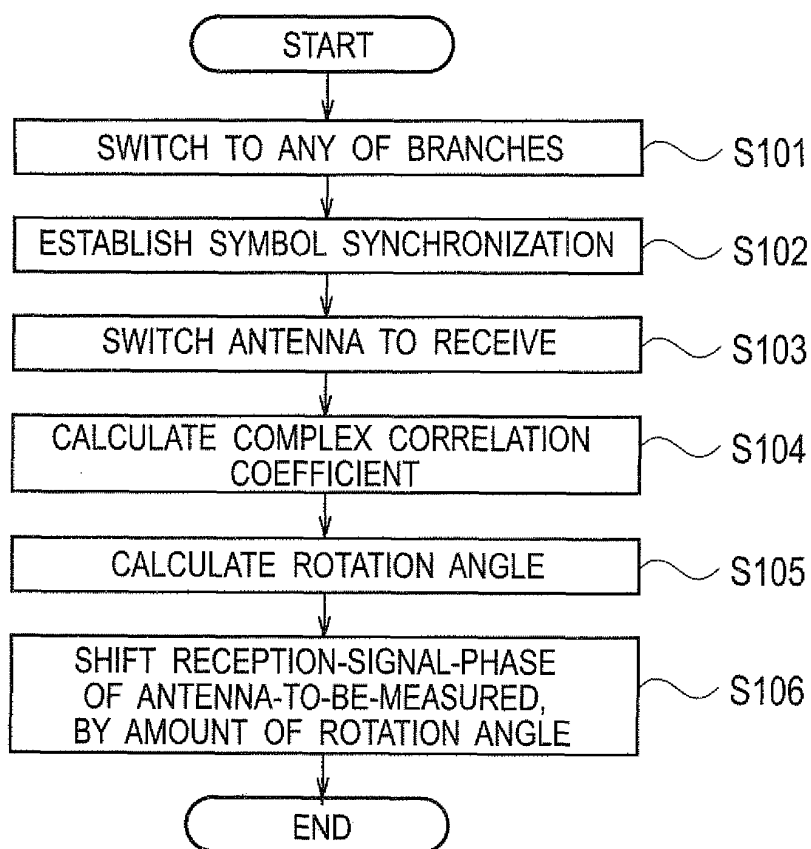 START
SWITCH TO ANY OF BRANCHES
S101
ESTABLISH SYMBOL SYNCHRONIZATION
S102
SWITCH ANTENNA TO RECEIVE
S103
CALCULATE COMPLEX CORRELATION
COEFFICIENT
S104
CALCULATE ROTATION ANGLE
S105
SHIFT RECEPTION-SIGNAL-PHASE
OF ANTENNA-TO-BE-MEASURED,
BY AMOUNT OF ROTATION ANGLE
S106
END